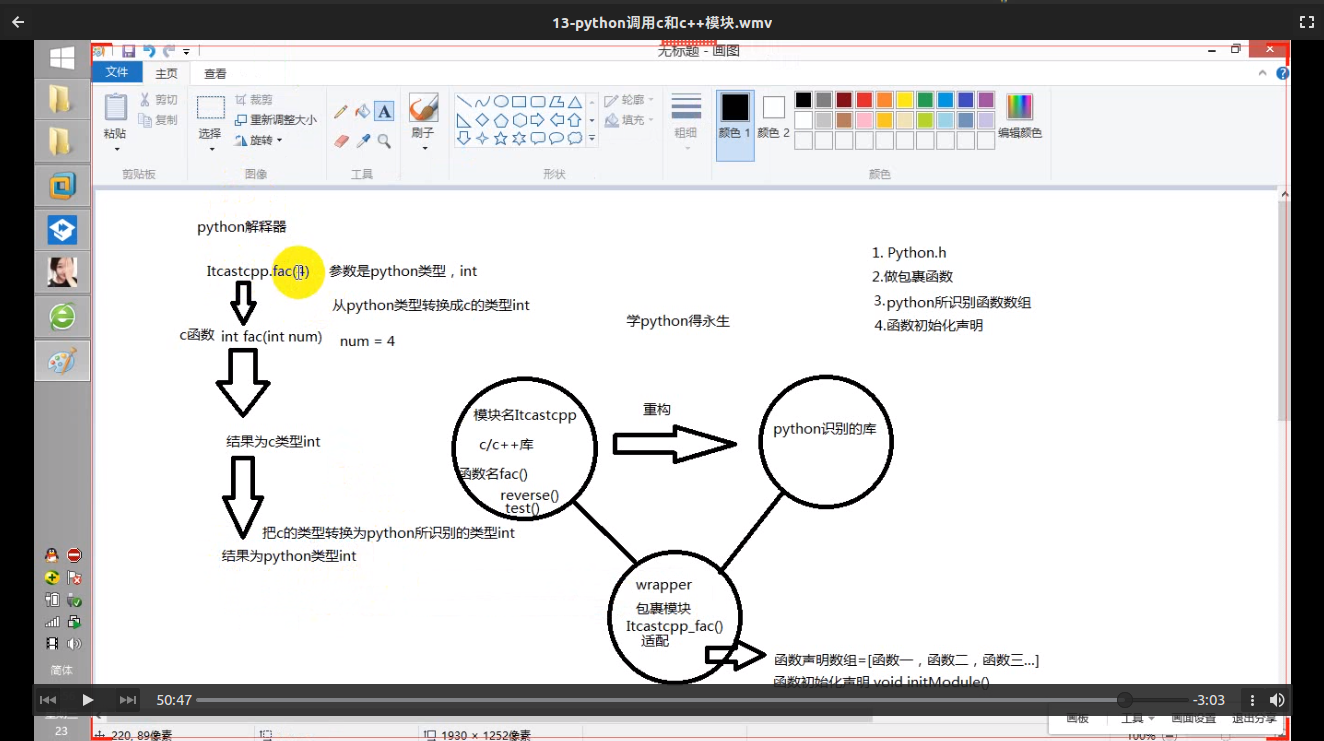 13-python调用c和c++模块.wmv
无标题 - 画图
文件 主页 查看
粘贴
剪切
复制
剪贴板
选择
裁剪
重新调整大小
旋转
图像
A
工具
刷子
轮廓
填充
形状
粗细
颜色 1
颜色 2
编辑颜色
颜色
python解释器
Itcastcpp.fac(4) 参数是python类型，int
从python类型转换成c的类型int
c函数 int fac(int num)
num = 4
结果为c类型int
把c的类型转换为python所识别的类型int
结果为python类型int
学python得永生
1. Python.h
2.做包裹函数
3.python所识别函数数组
4.函数初始化声明
模块名Itcastcpp
c/c++库
函数名fac()
reverse()
test()
重构
python识别的库
wrapper
包裹模块
Itcastcpp_fac()
适配
函数声明数组=[函数一，函数二，函数三...]
函数初始化声明 void initModule()
简体
50:47
-3:03
23
画板 工具 画面设置 退出分享
220, 89像素
1930 × 1252像素
100%